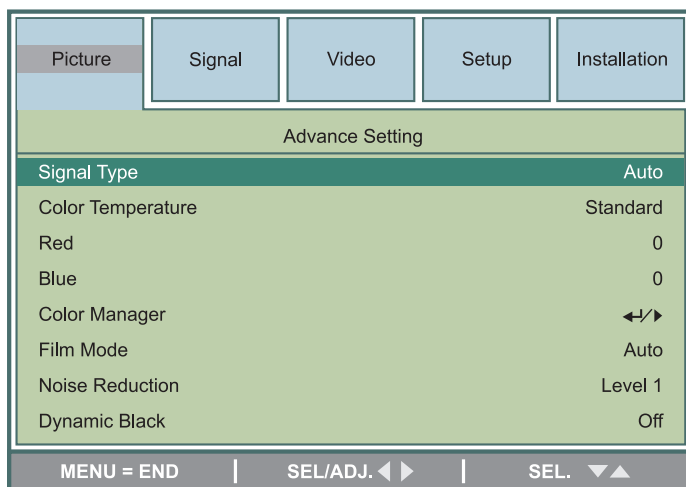 Picture Signal Video Setup Installation
Advance Setting
Signal Type Auto
Color Temperature Standard
Red 0
Blue 0
Color Manager
Film Mode Auto
Noise Reduction Level 1
Dynamic Black Off
MENU = END | SEL/ADJ. ◀ ▶ | SEL. ▼▲